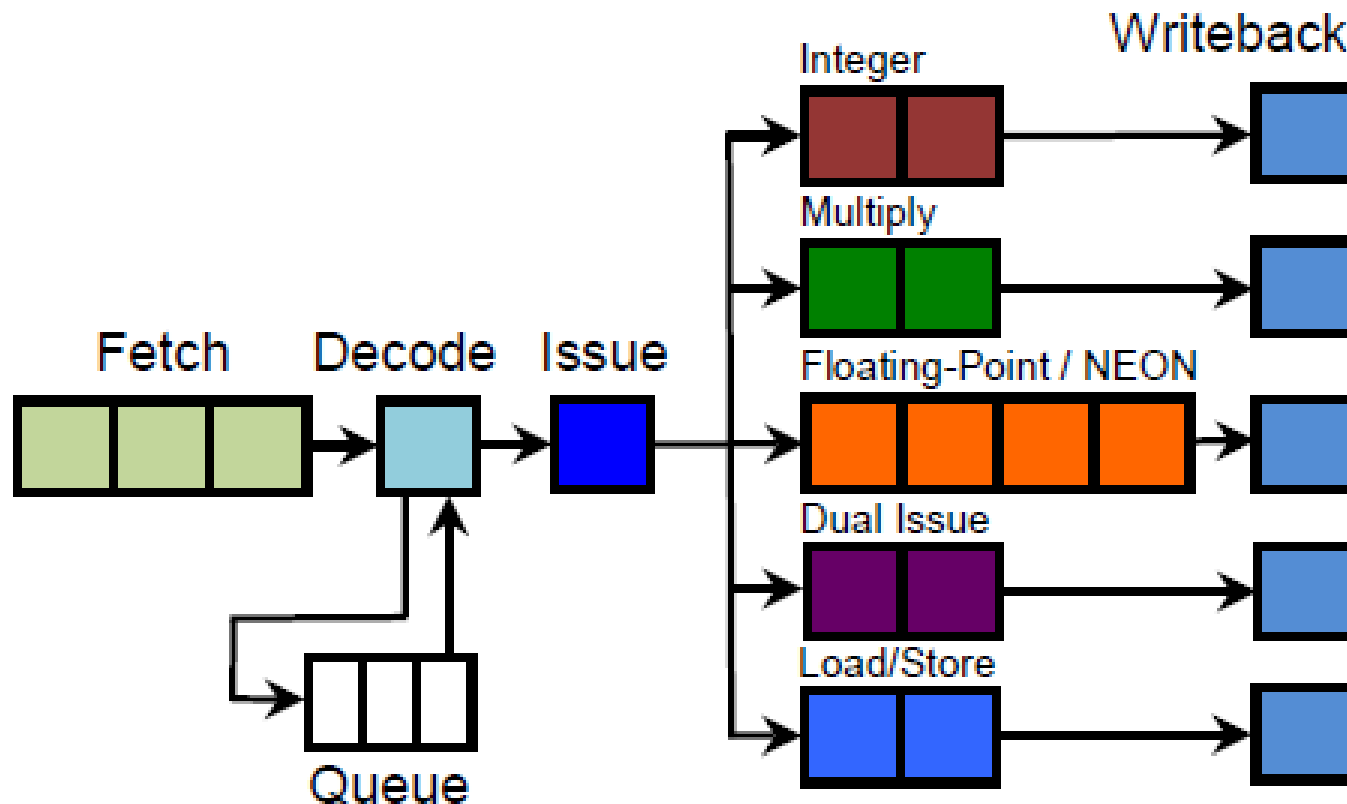 Writeback
Integer
Multiply
Fetch
Decode
Issue
Floating-Point / NEON
Dual Issue
Load/Store
Queue